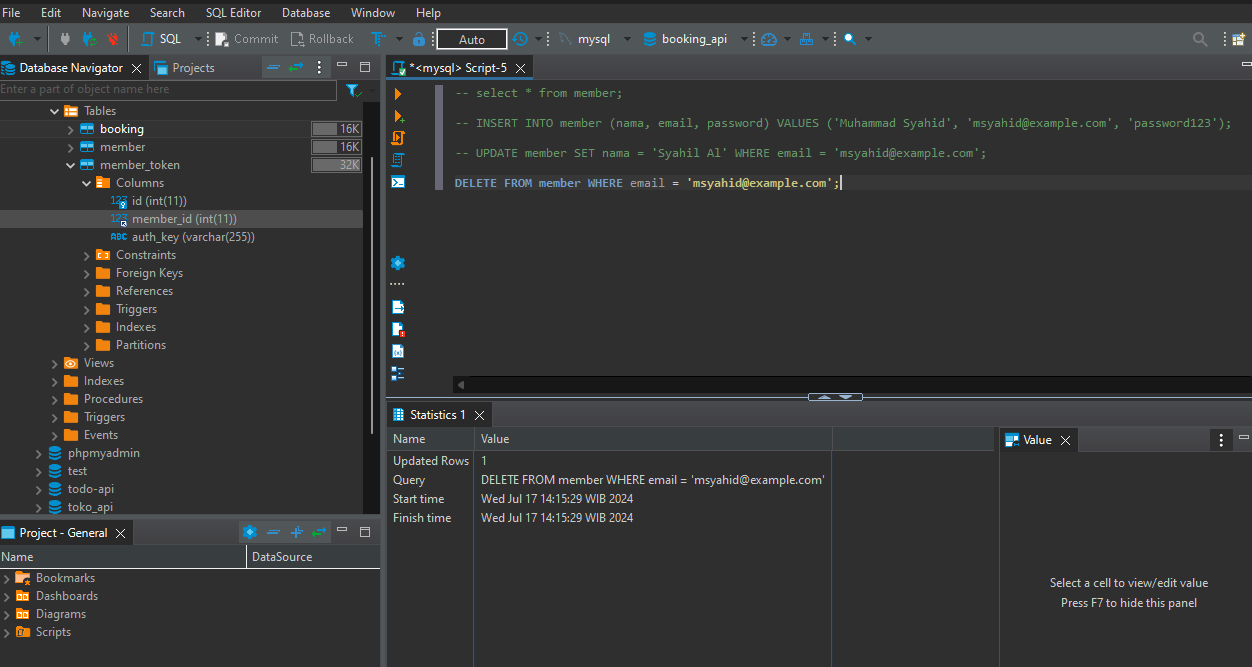 File Edit Navigate Search SQL Editor Database Window Help
SQL Commit Rollback Auto mysql booking_api
Database Navigator Projects
Enter a part of object name here
Tables
booking 16K
member 16K
member_token 32K
Columns
123 id (int(11))
123 member_id (int(11))
ABC auth_key (varchar(255))
Constraints
Foreign Keys
References
Triggers
Indexes
Partitions
Views
Indexes
Procedures
Triggers
Events
phpmyadmin
test
todo-api
toko_api
Project - General
Name DataSource
Bookmarks
Dashboards
Diagrams
Scripts
*<mysql> Script-5
-- select * from member;
-- INSERT INTO member (nama, email, password) VALUES ('Muhammad Syahid', 'msyahid@example.com', 'password123');
-- UPDATE member SET nama = 'Syahil Al' WHERE email = 'msyahid@example.com';
DELETE FROM member WHERE email = 'msyahid@example.com';
Statistics 1
Name Value
Updated Rows 1
Query DELETE FROM member WHERE email = 'msyahid@example.com'
Start time Wed Jul 17 14:15:29 WIB 2024
Finish time Wed Jul 17 14:15:29 WIB 2024
Value
Select a cell to view/edit value
Press F7 to hide this panel